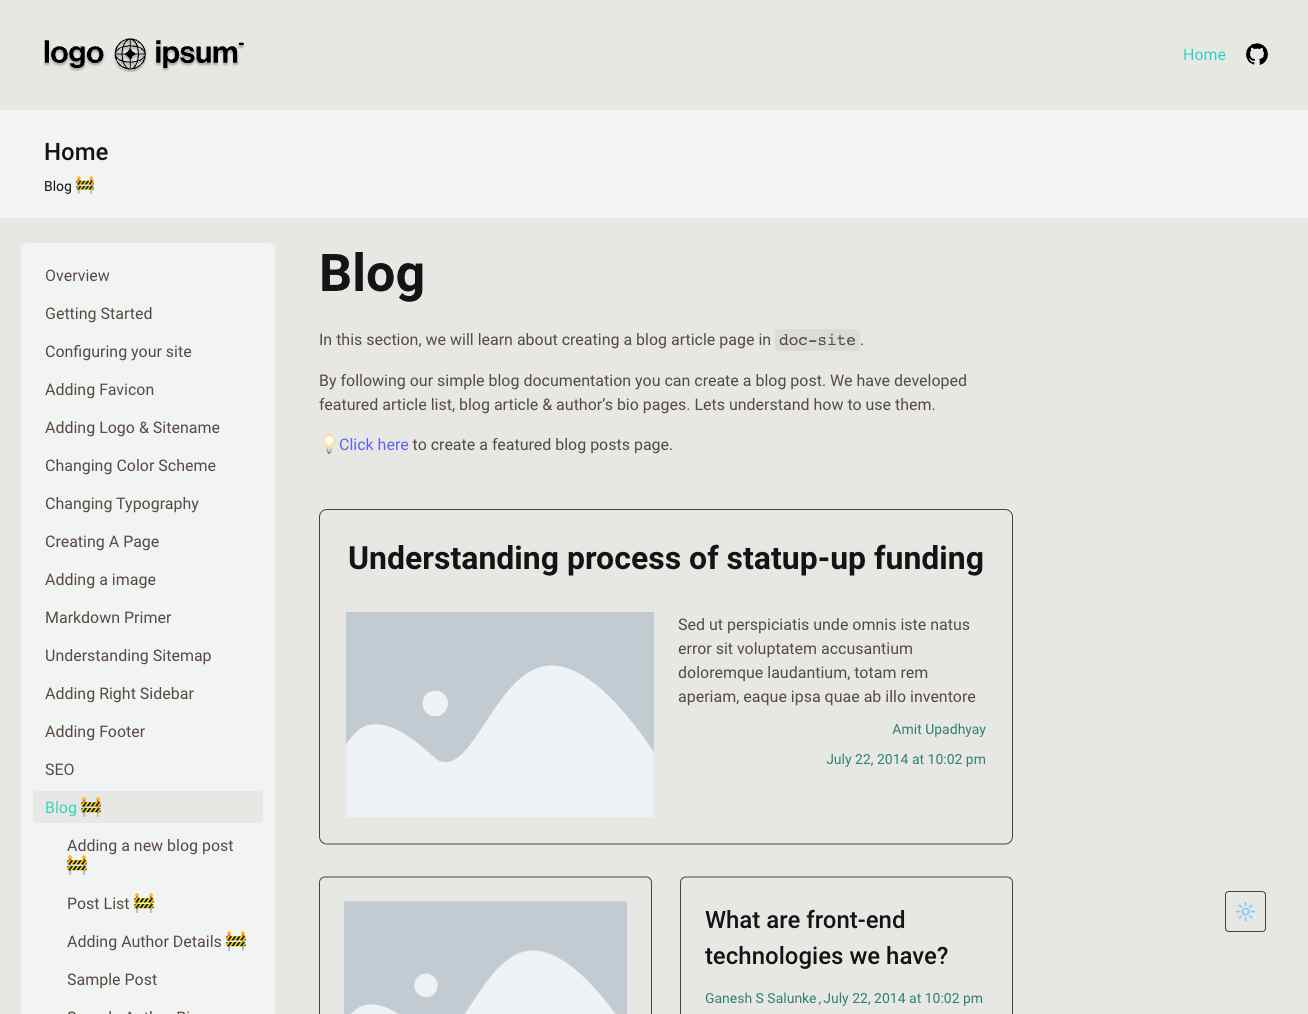 logo ipsum
Home
Home
Blog 🚧
Overview
Getting Started
Configuring your site
Adding Favicon
Adding Logo & Sitename
Changing Color Scheme
Changing Typography
Creating A Page
Adding a image
Markdown Primer
Understanding Sitemap
Adding Right Sidebar
Adding Footer
SEO
Blog 🚧
Adding a new blog post
🚧
Post List 🚧
Adding Author Details 🚧
Sample Post
Blog
In this section, we will learn about creating a blog article page in doc-site.
By following our simple blog documentation you can create a blog post. We have developed
featured article list, blog article & author’s bio pages. Lets understand how to use them.
💡Click here to create a featured blog posts page.
Understanding process of statup-up funding
Sed ut perspiciatis unde omnis iste natus
error sit voluptatem accusantium
doloremque laudantium, totam rem
aperiam, eaque ipsa quae ab illo inventore
Amit Upadhyay
July 22, 2014 at 10:02 pm
What are front-end
technologies we have?
Ganesh S Salunke , July 22, 2014 at 10:02 pm